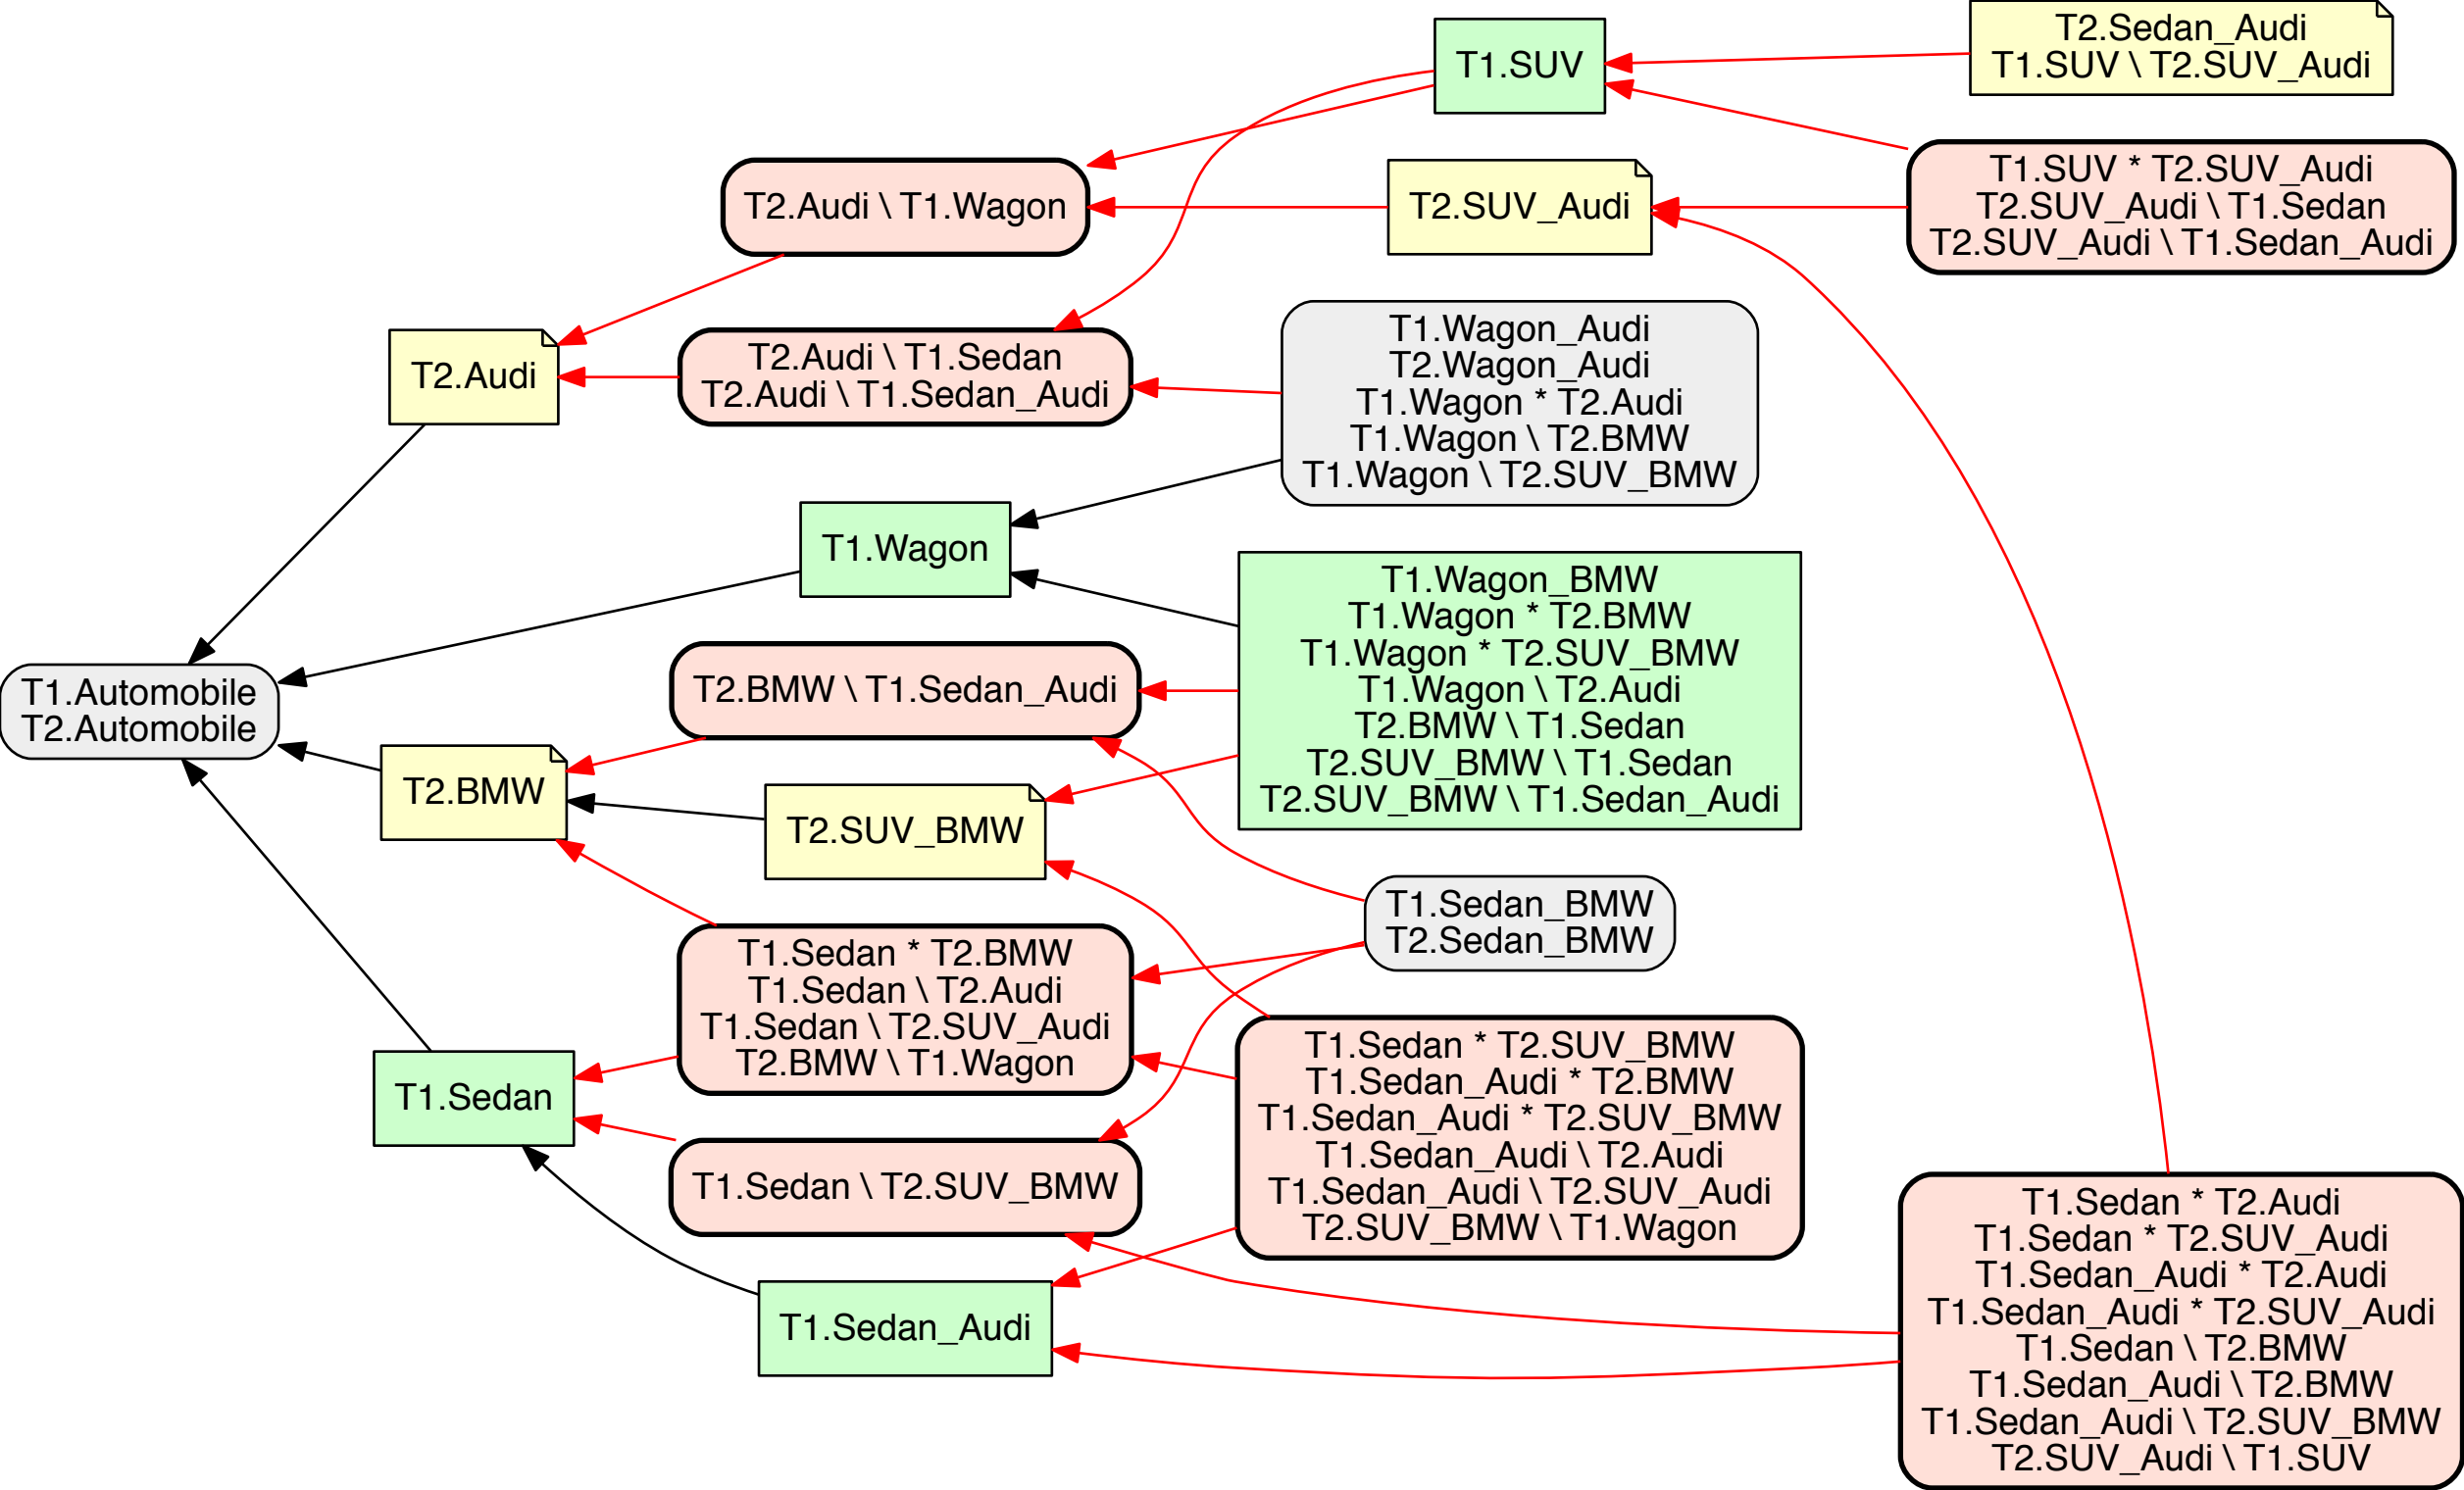 T1.SUV
T2.Sedan_Audi
T1.SUV \ T2.SUV_Audi
T2.Audi \ T1.Wagon
T2.SUV_Audi
T1.SUV * T2.SUV_Audi
T2.SUV_Audi \ T1.Sedan
T2.SUV_Audi \ T1.Sedan_Audi
T2.Audi
T2.Audi \ T1.Sedan
T2.Audi \ T1.Sedan_Audi
T1.Wagon_Audi
T2.Wagon_Audi
T1.Wagon * T2.Audi
T1.Wagon \ T2.BMW
T1.Wagon \ T2.SUV_BMW
T1.Wagon
T1.Wagon_BMW
T1.Wagon * T2.BMW
T1.Wagon * T2.SUV_BMW
T1.Wagon \ T2.Audi
T2.BMW \ T1.Sedan
T2.SUV_BMW \ T1.Sedan
T2.SUV_BMW \ T1.Sedan_Audi
T1.Automobile
T2.Automobile
T2.BMW \ T1.Sedan_Audi
T2.BMW
T2.SUV_BMW
T1.Sedan_BMW
T2.Sedan_BMW
T1.Sedan * T2.BMW
T1.Sedan \ T2.Audi
T1.Sedan \ T2.SUV_Audi
T2.BMW \ T1.Wagon
T1.Sedan
T1.Sedan * T2.SUV_BMW
T1.Sedan_Audi * T2.BMW
T1.Sedan_Audi * T2.SUV_BMW
T1.Sedan_Audi \ T2.Audi
T1.Sedan_Audi \ T2.SUV_Audi
T2.SUV_BMW \ T1.Wagon
T1.Sedan \ T2.SUV_BMW
T1.Sedan_Audi
T1.Sedan * T2.Audi
T1.Sedan * T2.SUV_Audi
T1.Sedan_Audi * T2.Audi
T1.Sedan_Audi * T2.SUV_Audi
T1.Sedan \ T2.BMW
T1.Sedan_Audi \ T2.BMW
T1.Sedan_Audi \ T2.SUV_BMW
T2.SUV_Audi \ T1.SUV